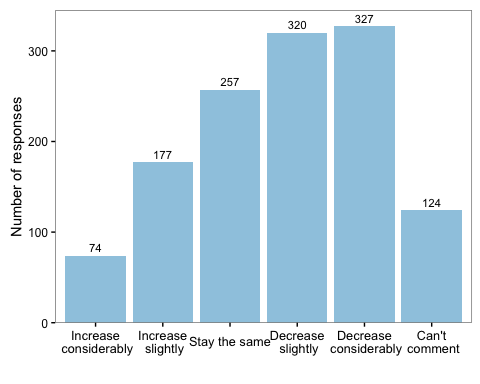 Number of responses
300
200
100
0
74
177
257
320
327
124
Increase
considerably
Increase
slightly
Stay the same
Decrease
slightly
Decrease
considerably
Can't
comment